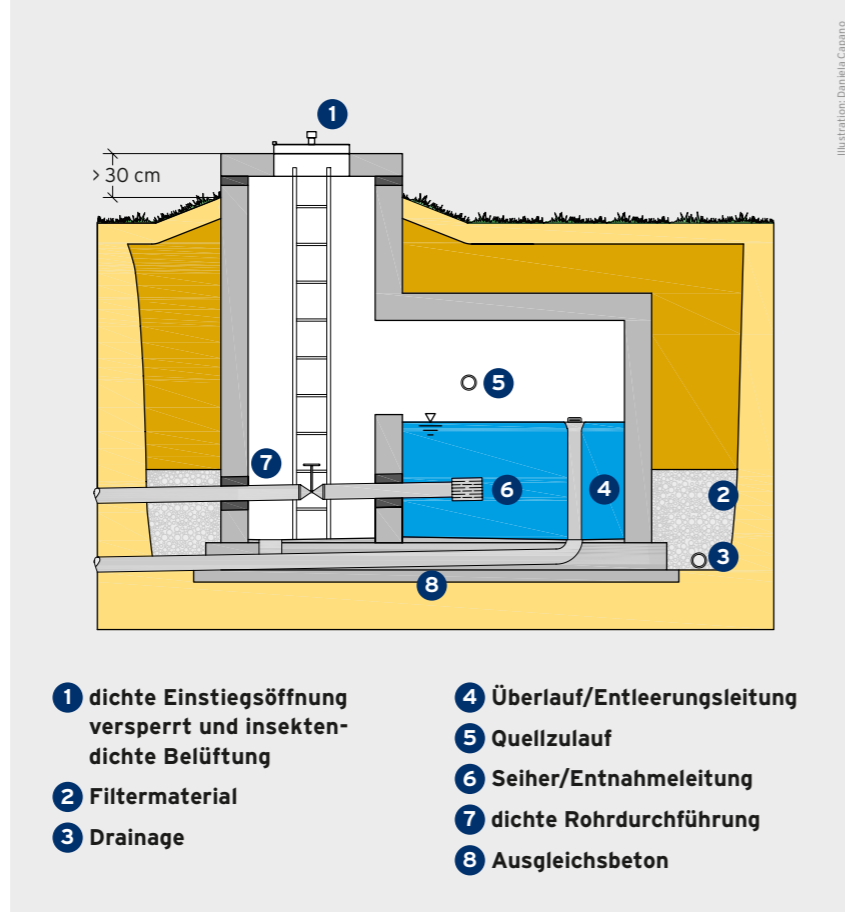 Illustration: Daniela Capano
1
> 30 cm
5
7
6
4
2
3
8
1 dichte Einstiegsöffnung
versperrt und insekten-
dichte Belüftung
2 Filtermaterial
3 Drainage
4 Überlauf/Entleerungsleitung
5 Quellzulauf
6 Seiher/Entnahmeleitung
7 dichte Rohrdurchführung
8 Ausgleichsbeton